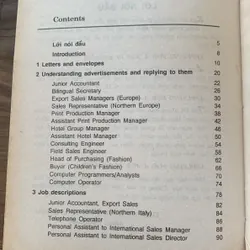 Contents
Lời nói đầu 5
Introduction 8
1 Letters and envelopes 10
2 Understanding advertisements and replying to them 20
Junior Accountant 22
Bilingual Secretary 26
Export Sales Managers (Europe) 30
Sales Representative (Northern Europe) 34
Print Production Manager 38
Assistant Print Production Manager 42
Hotel Group Manager 46
Assistant Hotel Manager 50
Consulting Engineer 54
Field Sales Engineer 58
Head of Purchasing (Fashion) 62
Buyer (Children's Fashion) 66
Computer Programmers/Analysts 70
Computer Operator 74
3 Job descriptions 76
Junior Accountant, Export Sales 78
Sales Representative (Northern Italy) 82
Telephone Operator 85
Personal Assistant to International Sales Manager 88
Personal Assistant to International Sales Director 90